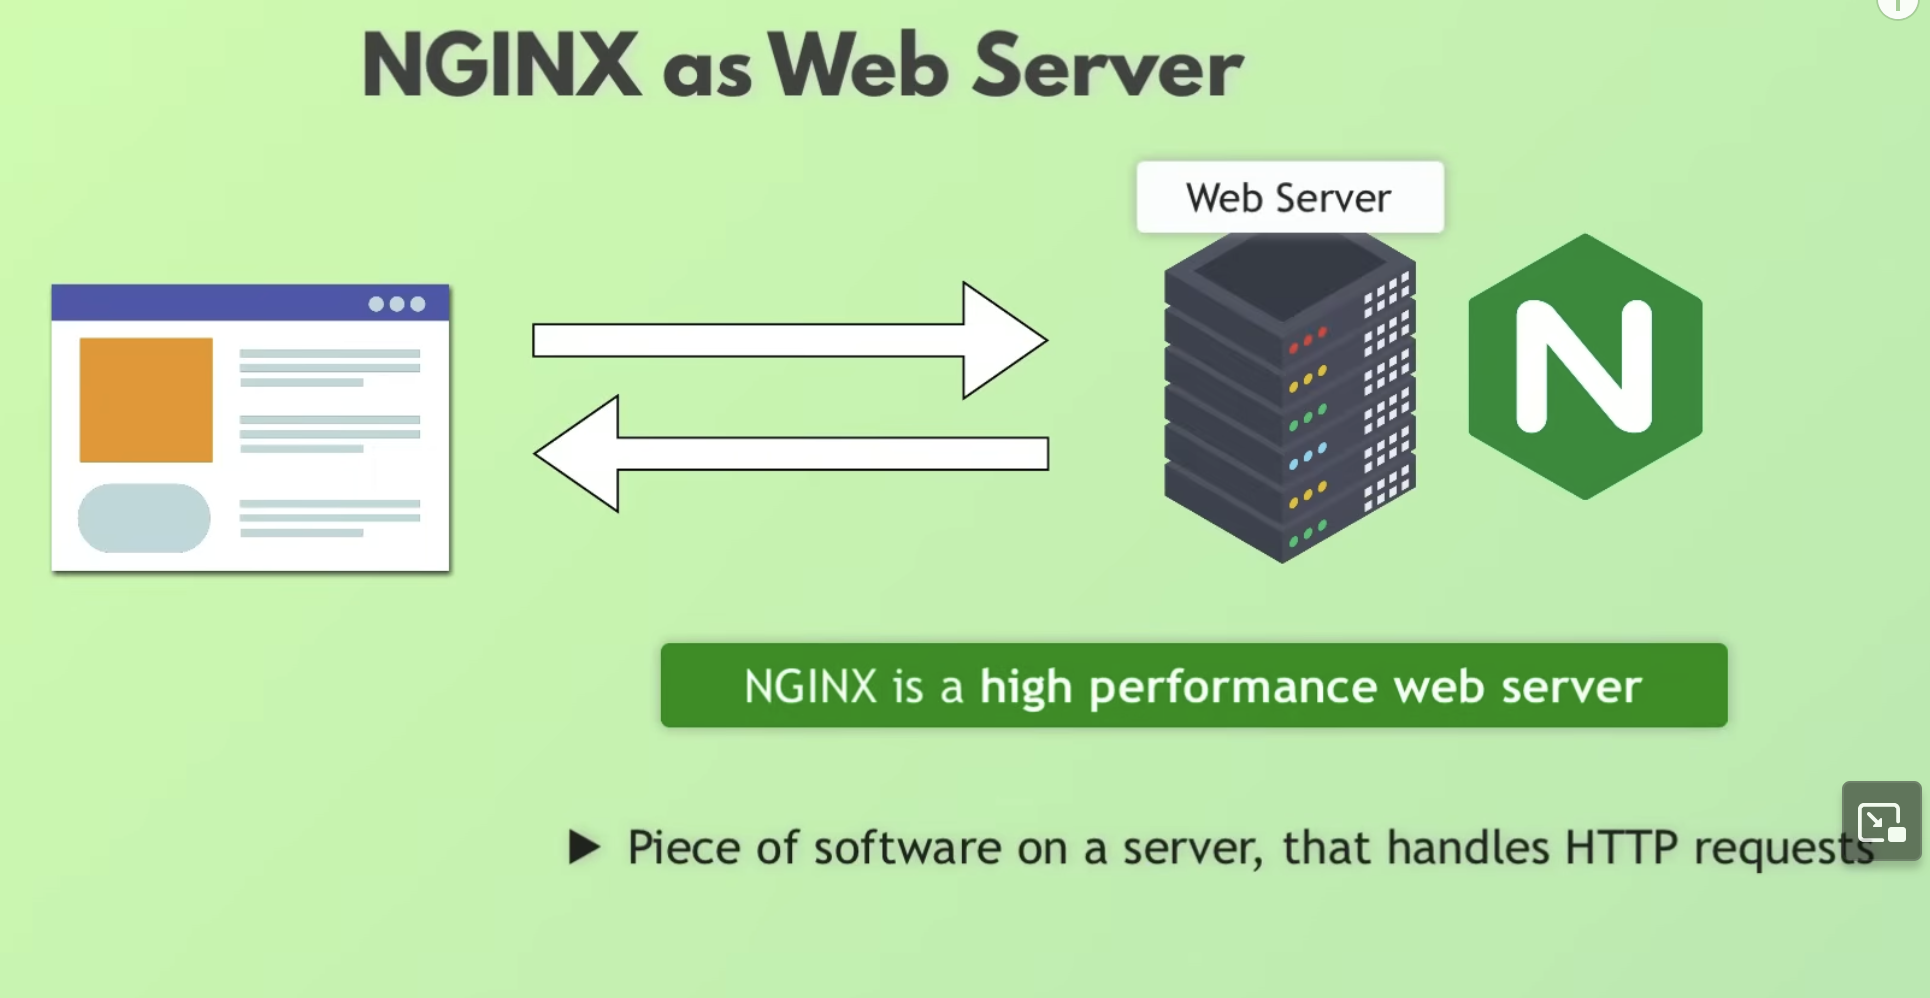 NGINX as Web Server
Web Server
N
NGINX is a high performance web server
Piece of software on a server, that handles HTTP requests